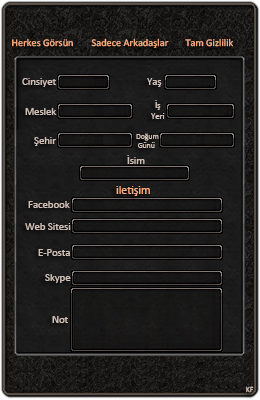 Herkes Görsün Sadece Arkadaşlar Tam Gizlilik
Cinsiyet Yaş
Meslek İş Yeri
Şehir Doğum Günü
İsim
iletişim
Facebook
Web Sitesi
E-Posta
Skype
Not
KF